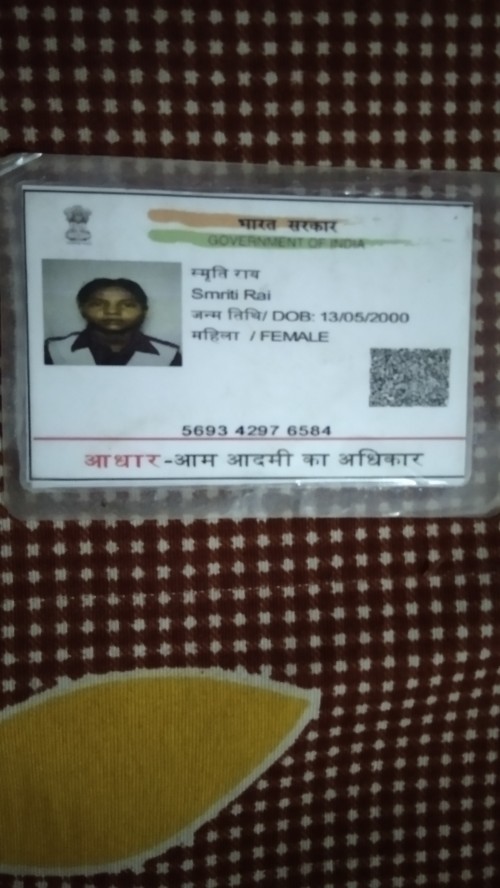 भारत सरकार
GOVERNMENT OF INDIA
स्मृति राय
Smriti Rai
जन्म तिथि/ DOB: 13/05/2000
महिला / FEMALE
5693 4297 6584
आधार-आम आदमी का अधिकार